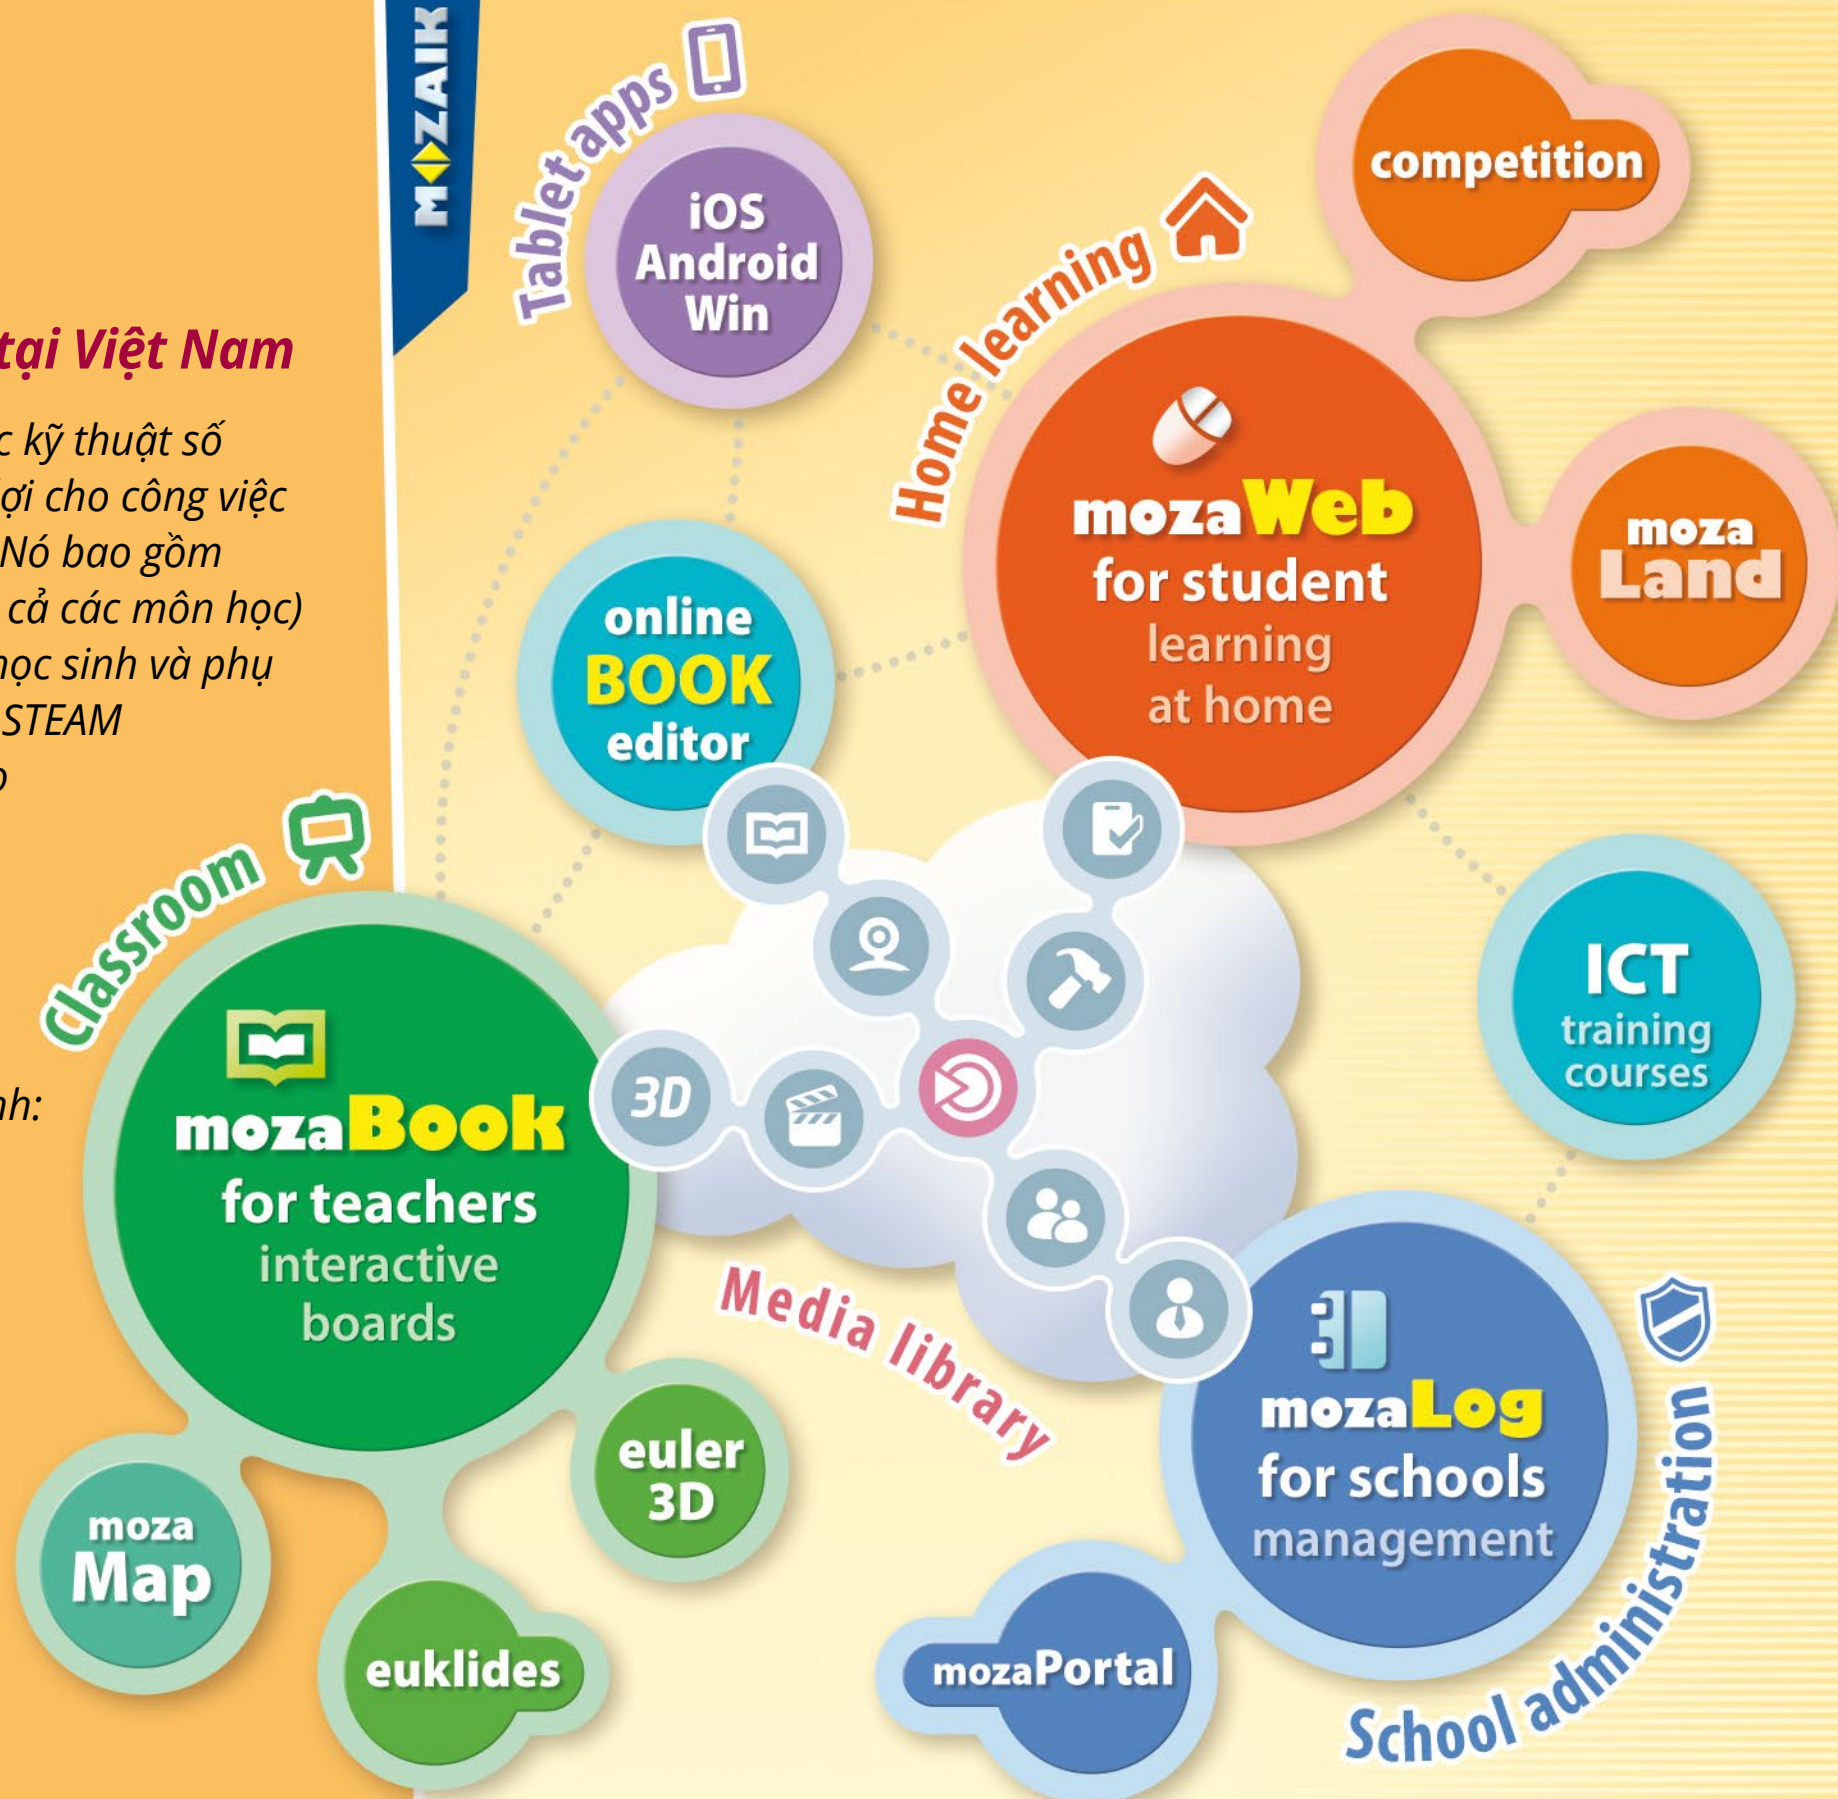 MOZAIK
tại Việt Nam
kỹ thuật số
lợi cho công việc
Nó bao gồm
cả các môn học)
học sinh và phụ
STEAM
Tablet apps
iOS
Android
Win
Home learning
competition
mozaWeb
for student
learning
at home
moza
Land
online
BOOK
editor
ICT
training
courses
Classroom
mozaBook
for teachers
interactive
boards
3D
Media library
moza
Map
euklides
euler
3D
mozaLog
for schools
management
mozaPortal
School administration